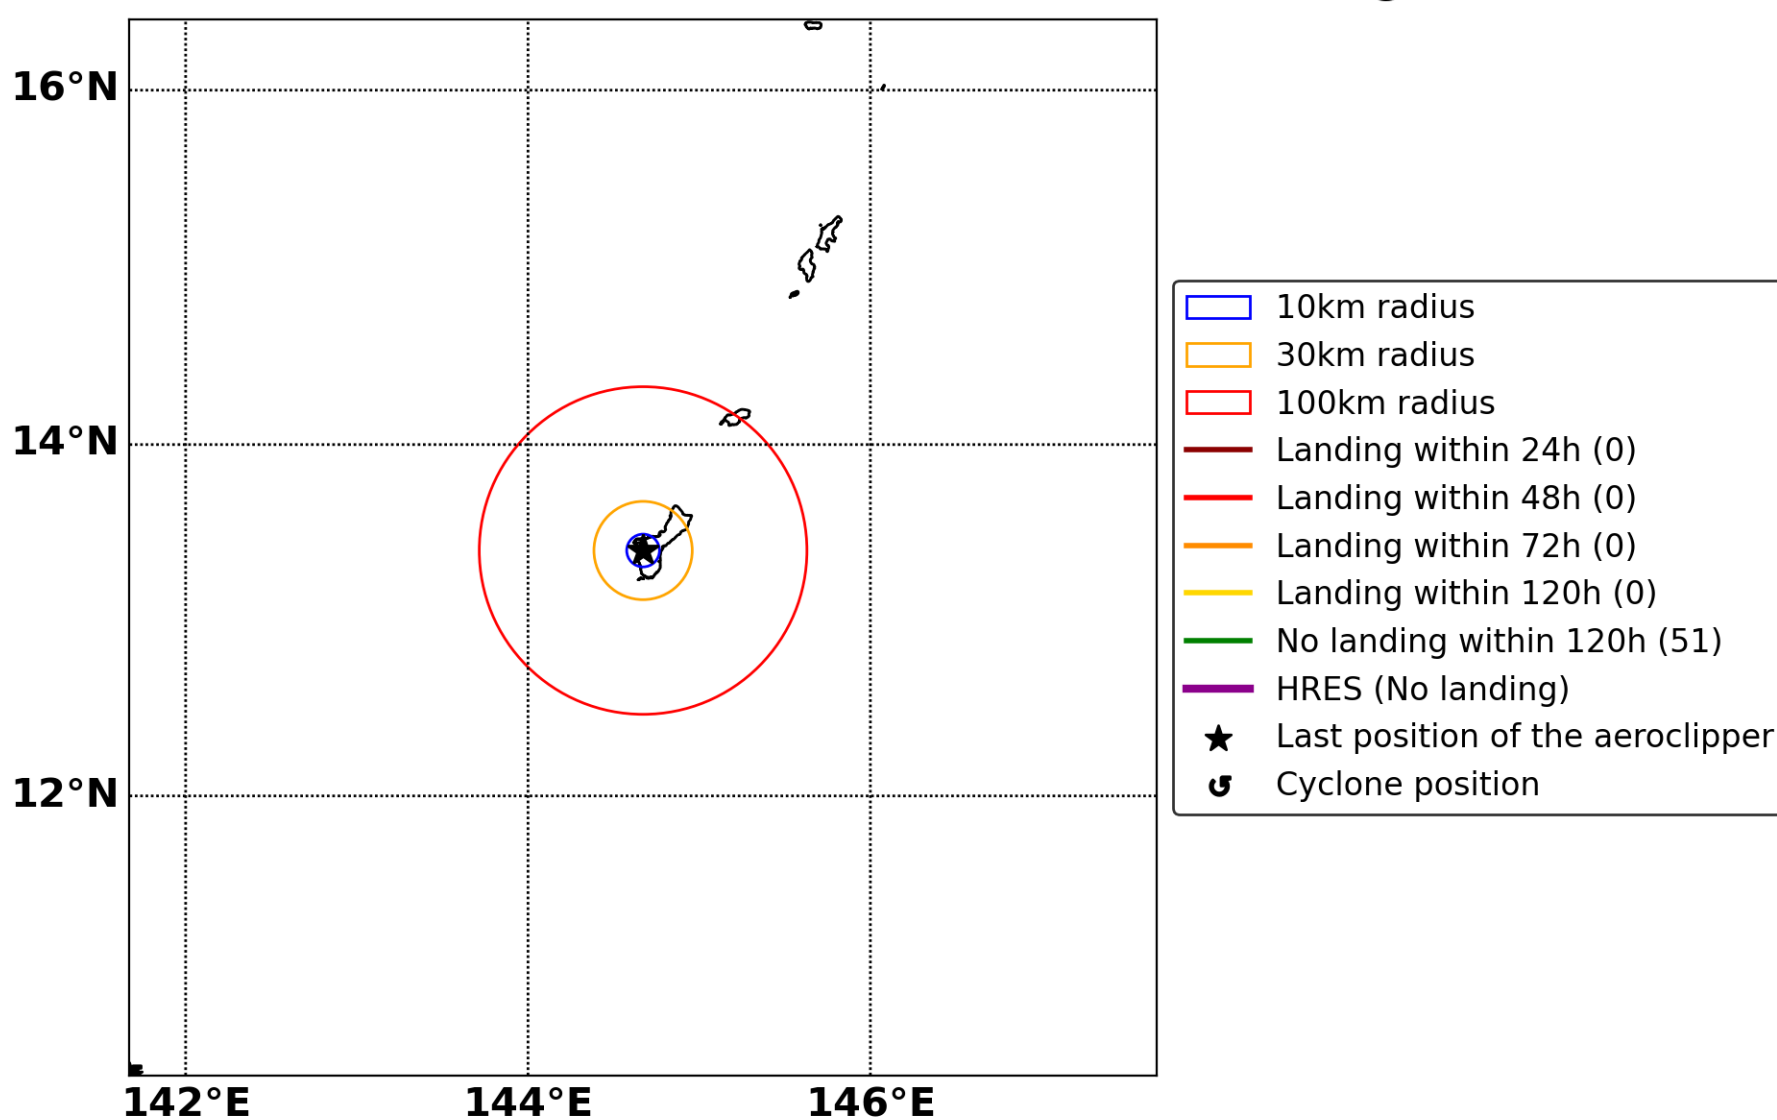 16°N
14°N
12°N
142°E
144°E
146°E
10km radius
30km radius
100km radius
Landing within 24h (0)
Landing within 48h (0)
Landing within 72h (0)
Landing within 120h (0)
No landing within 120h (51)
HRES (No landing)
Last position of the aeroclipper
Cyclone position